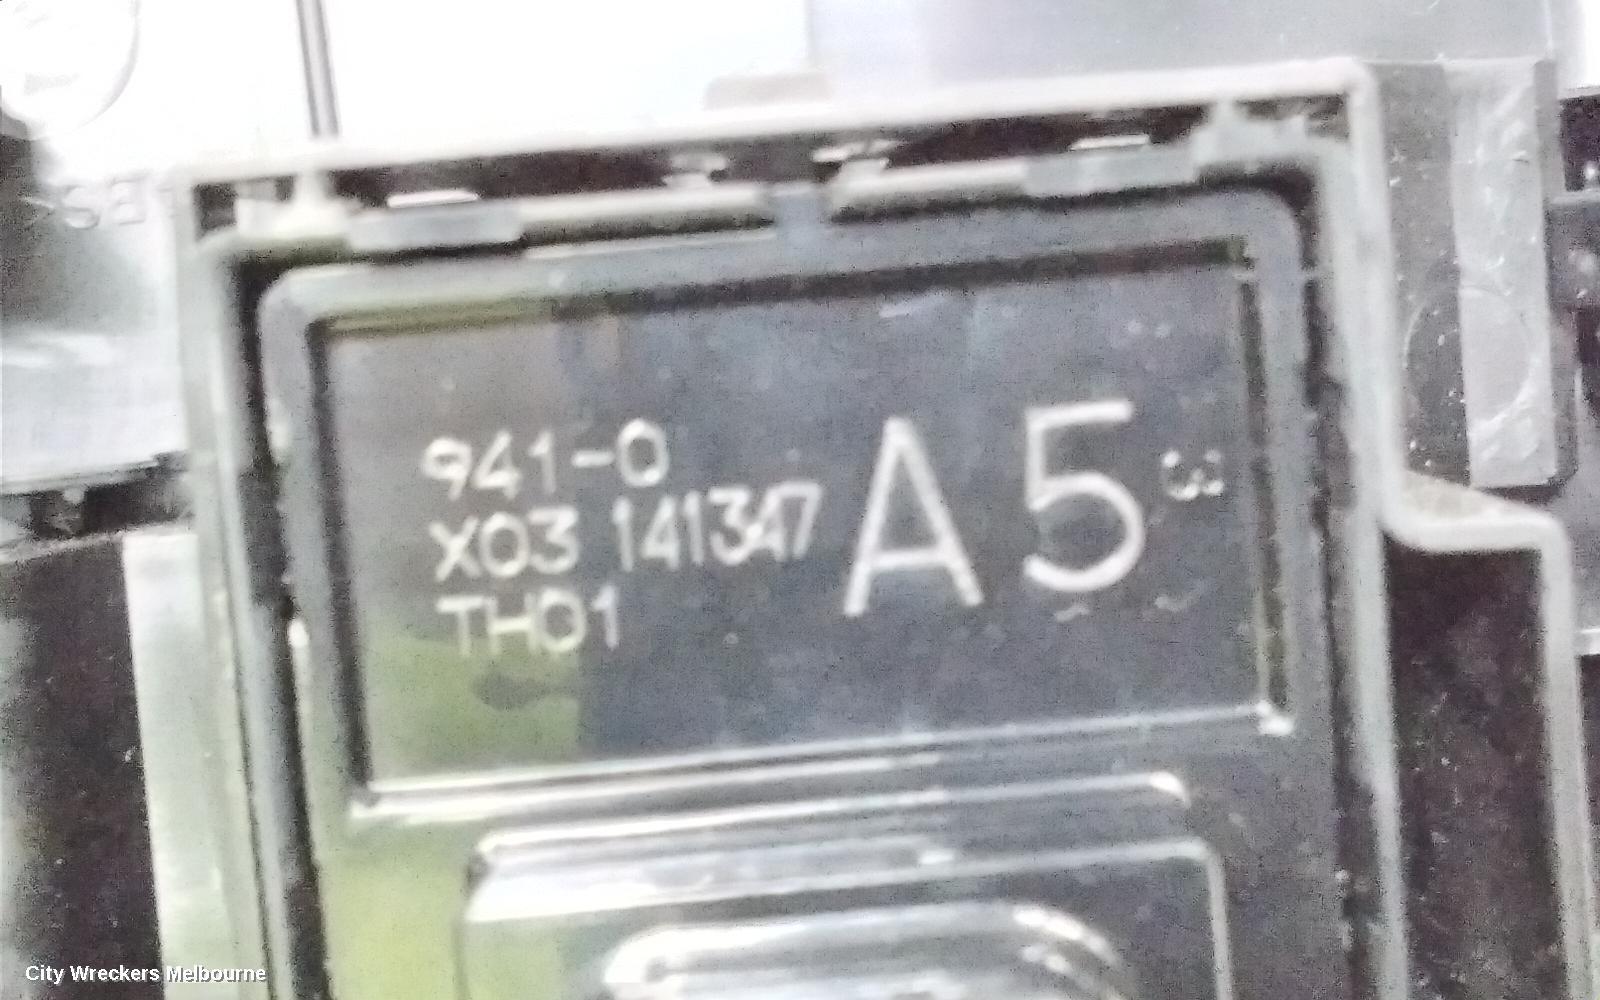 941-0
X03 141347
TH01
A5
City Wreckers Melbourne